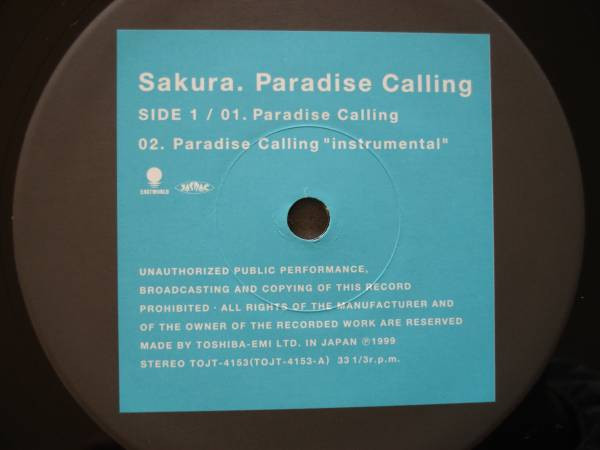 Sakura. Paradise Calling
SIDE 1 / 01. Paradise Calling
02. Paradise Calling "instrumental"
EASTWORLD JASRAC
UNAUTHORIZED PUBLIC PERFORMANCE,
BROADCASTING AND COPYING OF THIS RECORD
PROHIBITED · ALL RIGHTS OF THE MANUFACTURER AND
OF THE OWNER OF THE RECORDED WORK ARE RESERVED
MADE BY TOSHIBA-EMI LTD. IN JAPAN ℗1999
STEREO TOJT-4153(TOJT-4153-A) 33 1/3r.p.m.